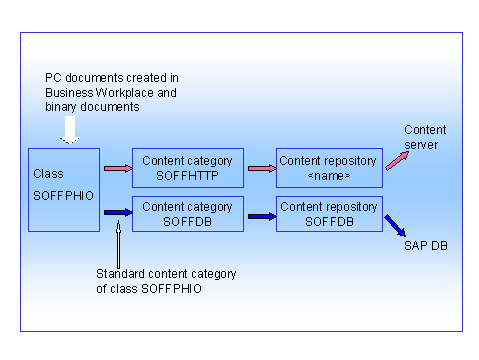 PC documents created in
Business Workplace and
binary documents
Content
server
Class
SOFFPHIO
Content category
SOFFHTTP
Content repository
<name>
Content category
SOFFDB
Content repository
SOFFDB
SAP DB
Standard content category
of class SOFFPHIO